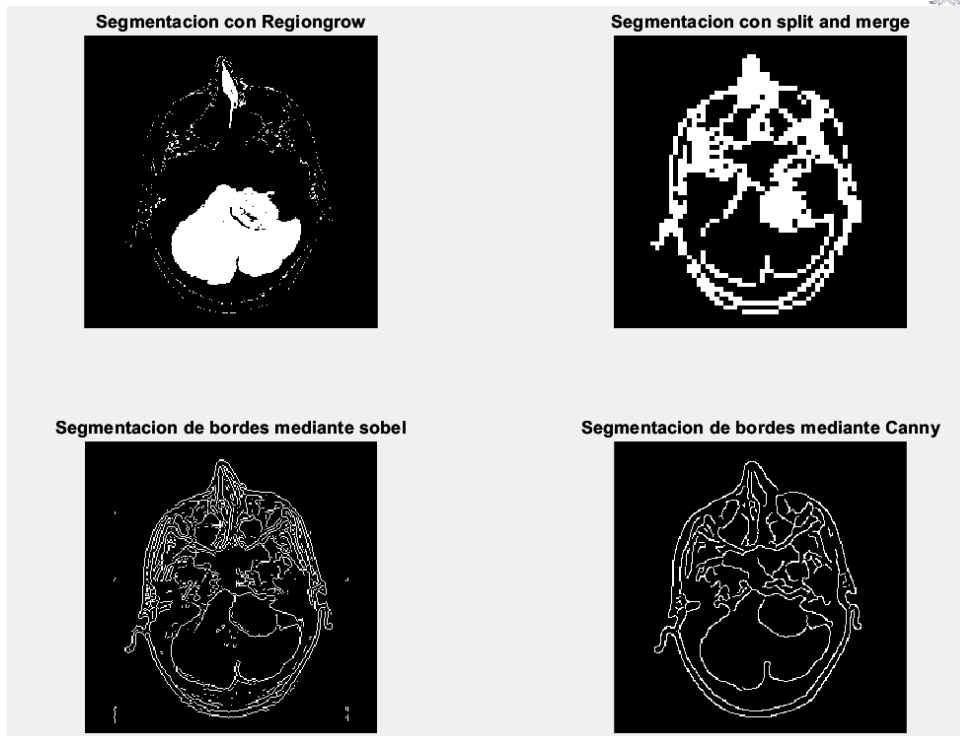 Segmentacion con Regiongrow
Segmentacion con split and merge
Segmentacion de bordes mediante sobel
Segmentacion de bordes mediante Canny